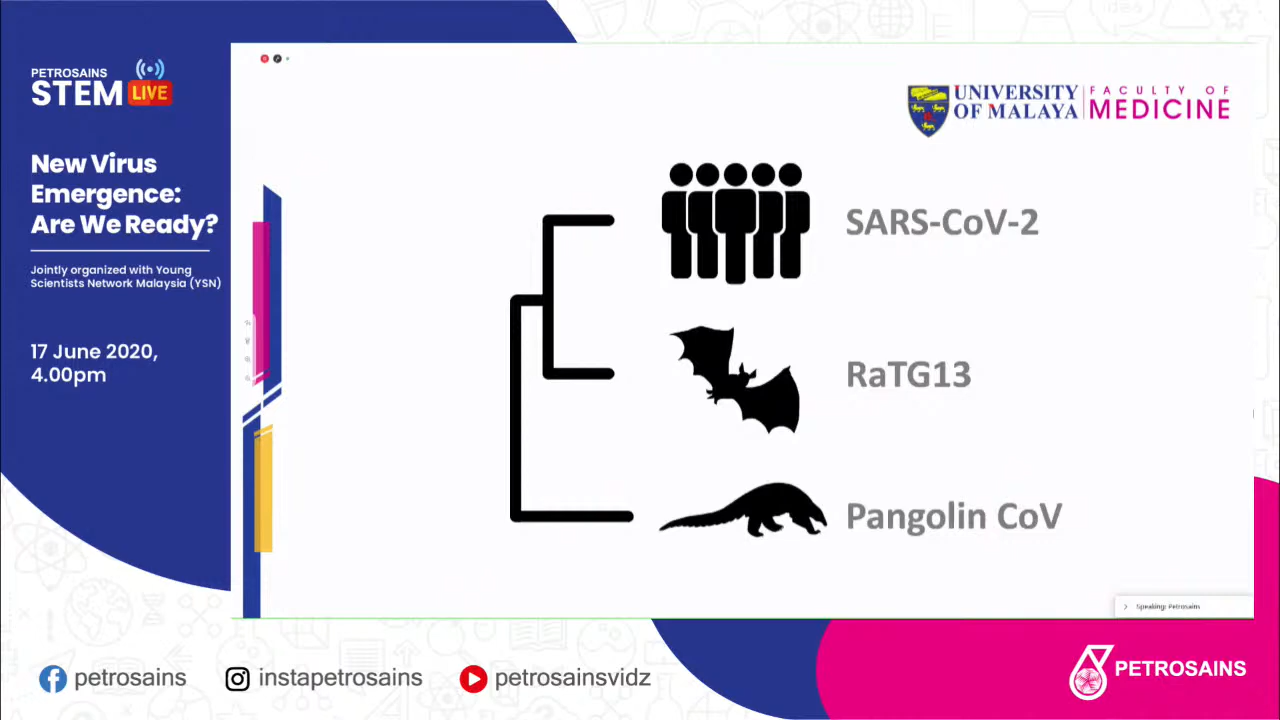 PETROSAINS
STEM LIVE
New Virus
Emergence:
Are We Ready?
Jointly organized with Young
Scientists Network Malaysia (YSN)
17 June 2020,
4.00pm
UNIVERSITY
OF MALAYA
FACULTY OF
MEDICINE
SARS-CoV-2
RaTG13
Pangolin CoV
Speaking: Petrosains
petrosains
instapetrosains
petrosainsvidz
PETROSAINS